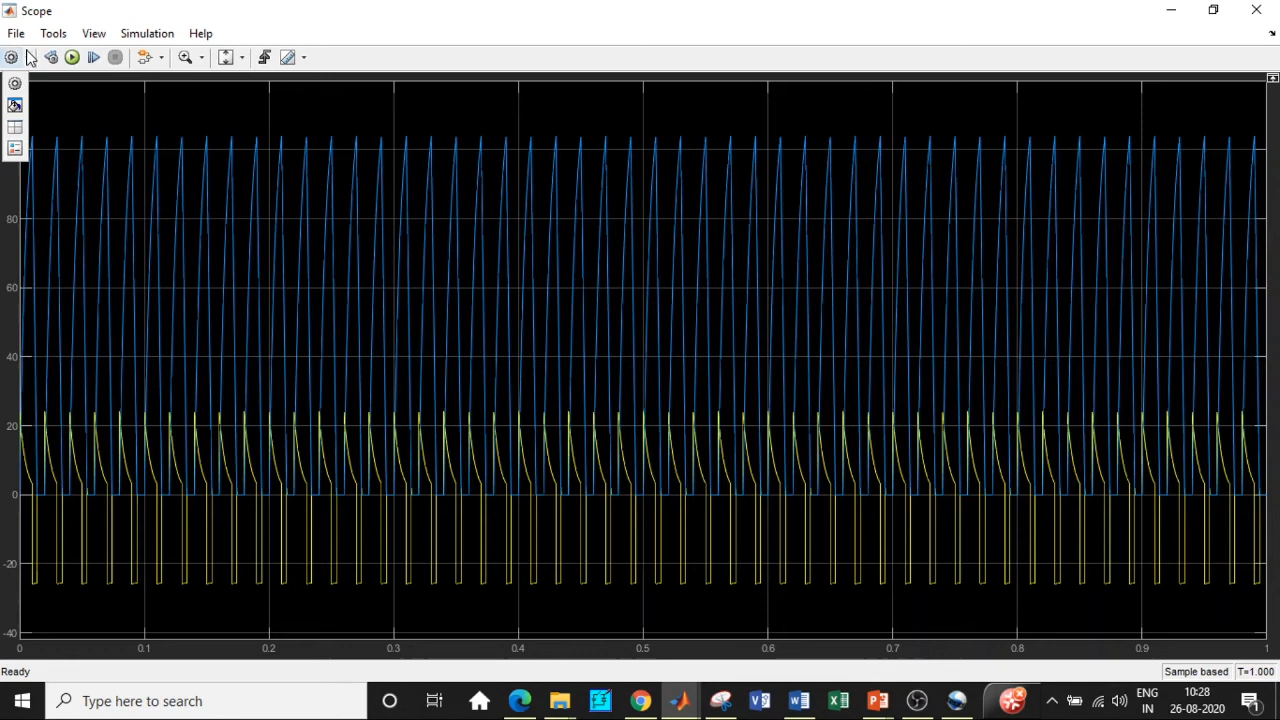 Scope
File Tools View Simulation Help
80
60
40
20
0
-20
-40
0 0.1 0.2 0.3 0.4 0.5 0.6 0.7 0.8 0.9 1
Ready
Sample based T=1.000
Type here to search
ENG
IN
10:28
26-08-2020
1